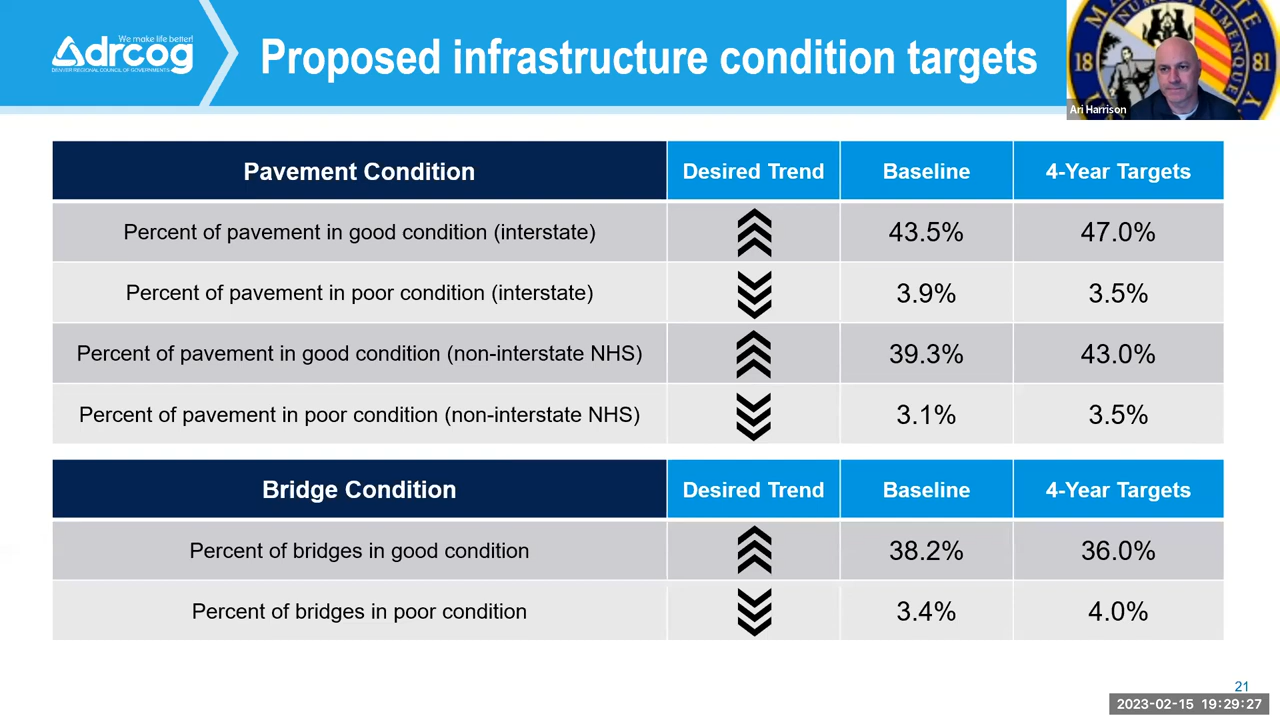 We make life better!
drcog
DENVER REGIONAL COUNCIL OF GOVERNMENTS
Proposed infrastructure condition targets
18 81
Ari Harrison
Pavement Condition Desired Trend Baseline 4-Year Targets
Percent of pavement in good condition (interstate) 43.5% 47.0%
Percent of pavement in poor condition (interstate) 3.9% 3.5%
Percent of pavement in good condition (non-interstate NHS) 39.3% 43.0%
Percent of pavement in poor condition (non-interstate NHS) 3.1% 3.5%
Bridge Condition Desired Trend Baseline 4-Year Targets
Percent of bridges in good condition 38.2% 36.0%
Percent of bridges in poor condition 3.4% 4.0%
21
2023-02-15 19:29:27